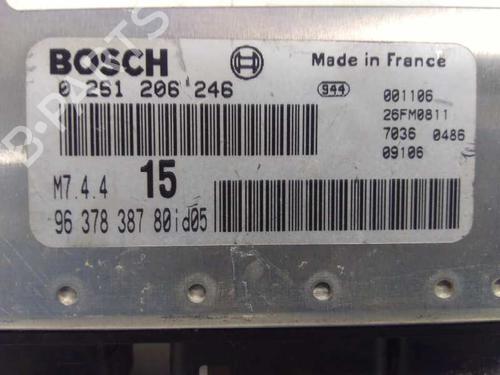 BOSCH
Made in France
0 261 206 246
944
001106
26FM0811
7036 0486
09106
M7.4.4 15
96 378 387 80id05
B-PARTS